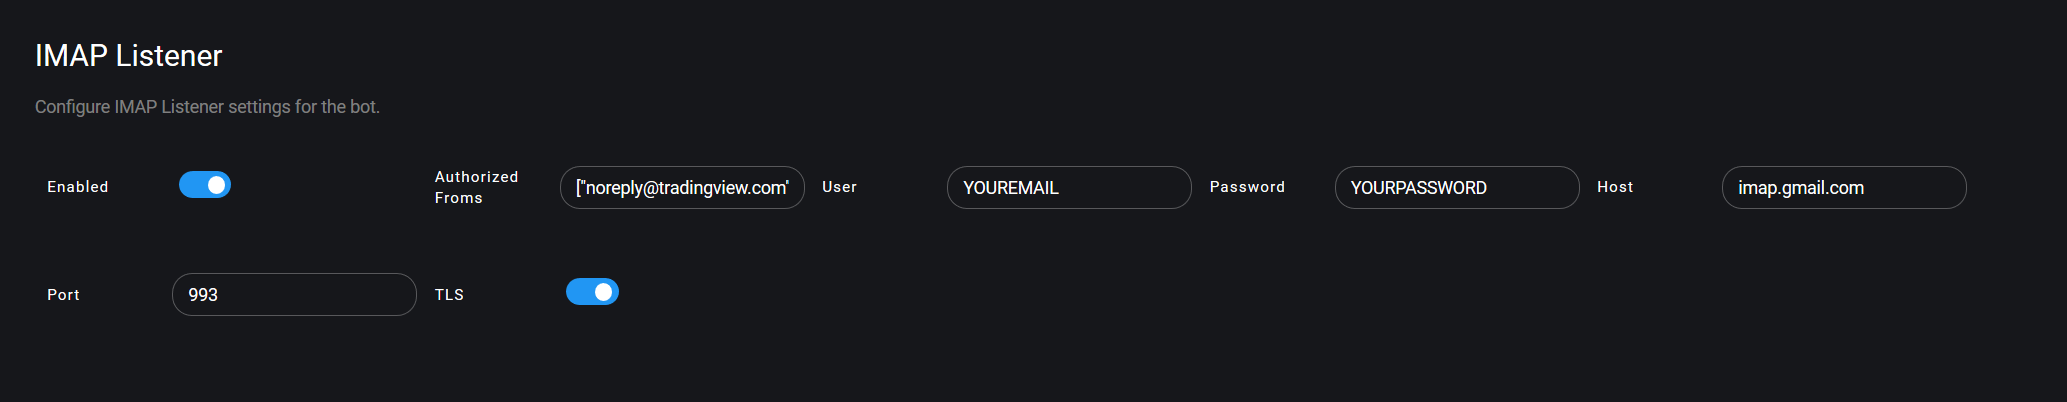 IMAP Listener
Configure IMAP Listener settings for the bot.
Enabled
Authorized
Froms
["noreply@tradingview.com"
User
YOUREMAIL
Password
YOURPASSWORD
Host
imap.gmail.com
Port
993
TLS